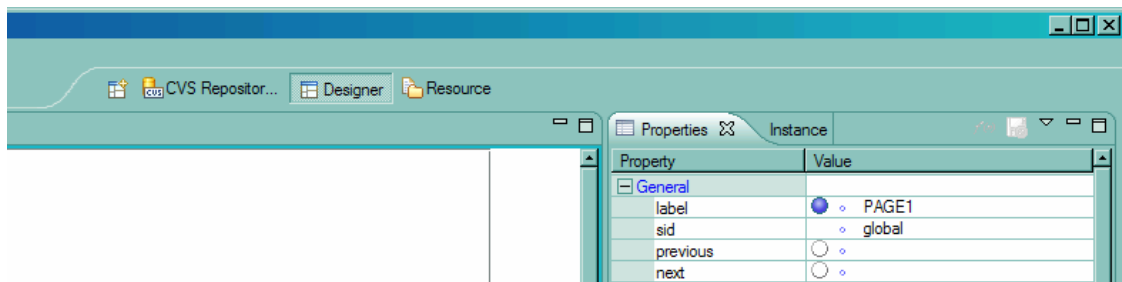 CVS Repositor... Designer Resource
Properties Instance
Property Value
General
label PAGE1
sid global
previous
next